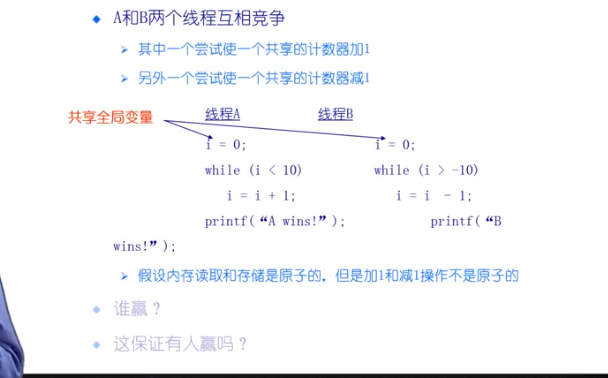 A和B两个线程互相竞争
其中一个尝试使一个共享的计数器加1
另外一个尝试使一个共享的计数器减1
共享全局变量 线程A 线程B
i = 0; i = 0;
while (i < 10) while (i > -10)
i = i + 1; i = i - 1;
printf(“A wins!”); printf(“B
wins!”);
假设内存读取和存储是原子的，但是加1和减1操作不是原子的
谁赢？
这保证有人赢吗？